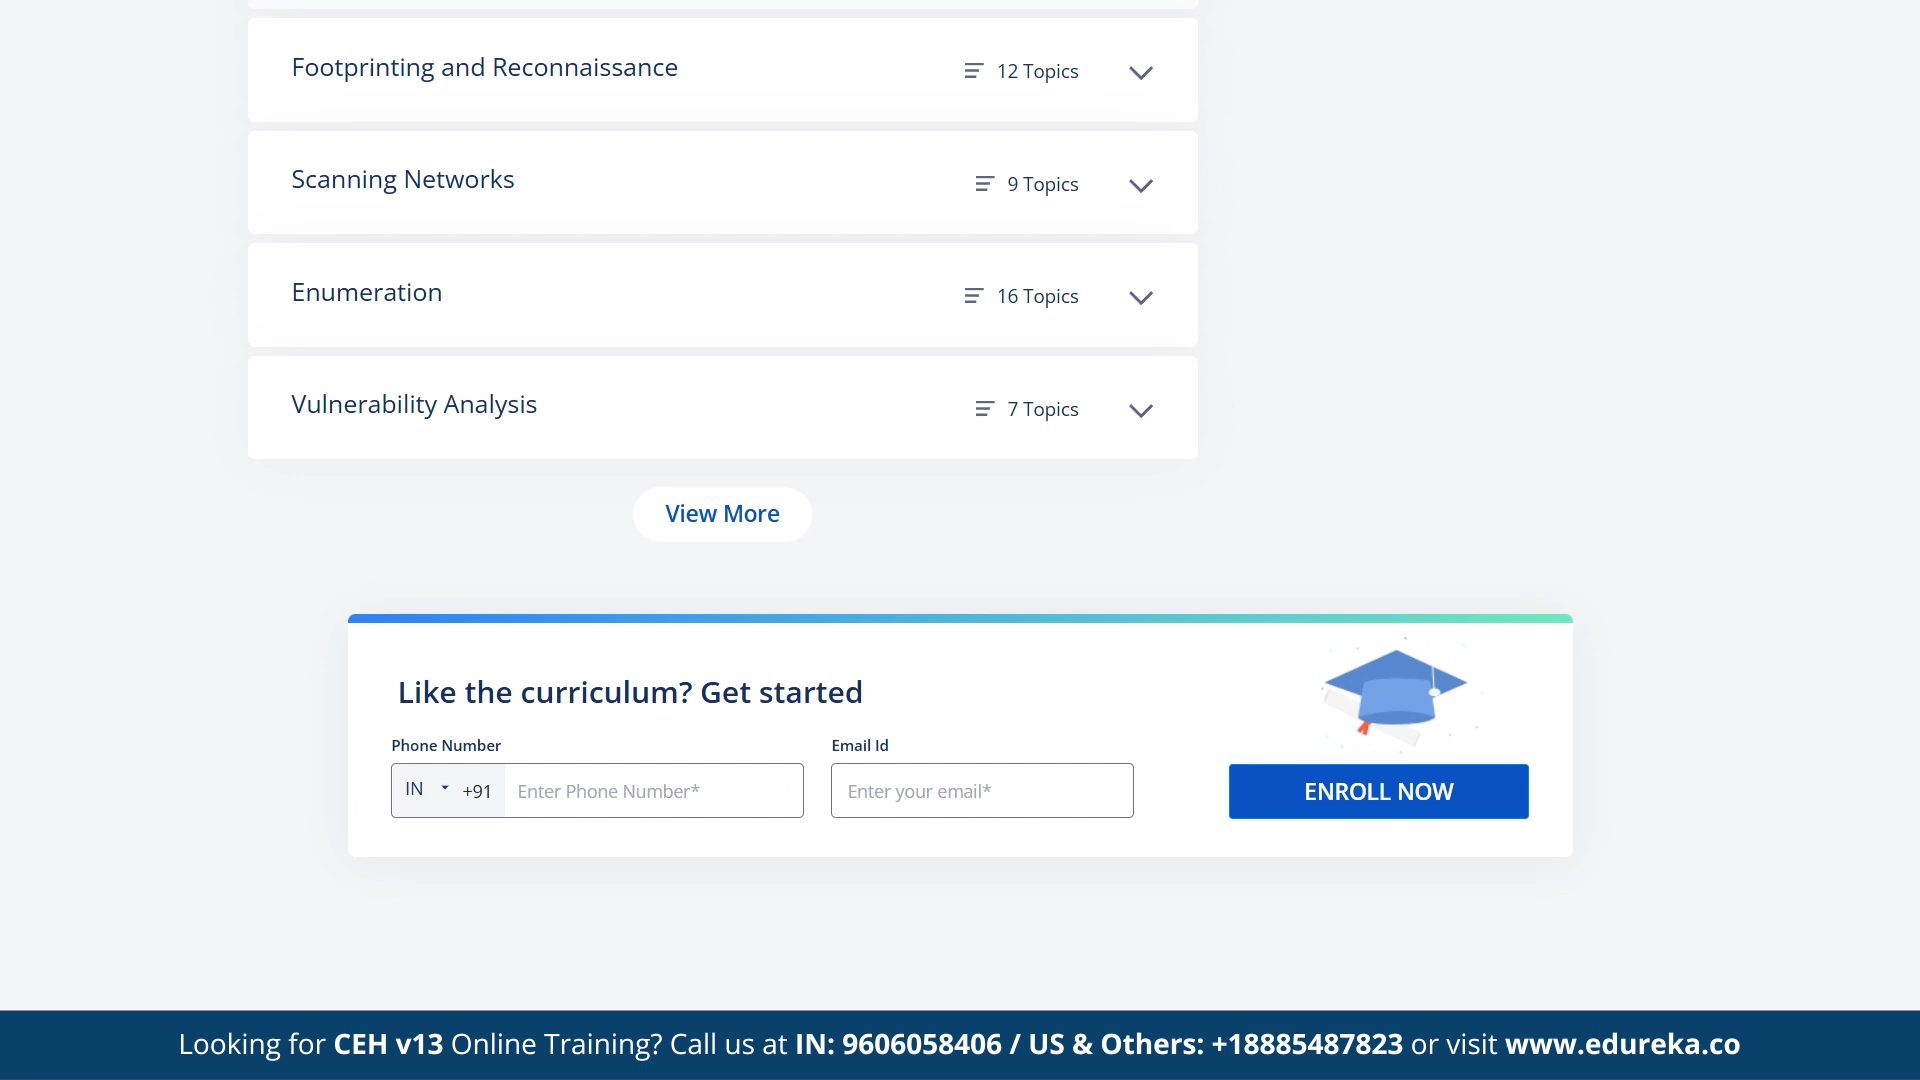 Footprinting and Reconnaissance 12 Topics
Scanning Networks 9 Topics
Enumeration 16 Topics
Vulnerability Analysis 7 Topics
View More
Like the curriculum? Get started
Phone Number Email Id
IN +91 Enter Phone Number* Enter your email* ENROLL NOW
Looking for CEH v13 Online Training? Call us at IN: 9606058406 / US & Others: +18885487823 or visit www.edureka.co